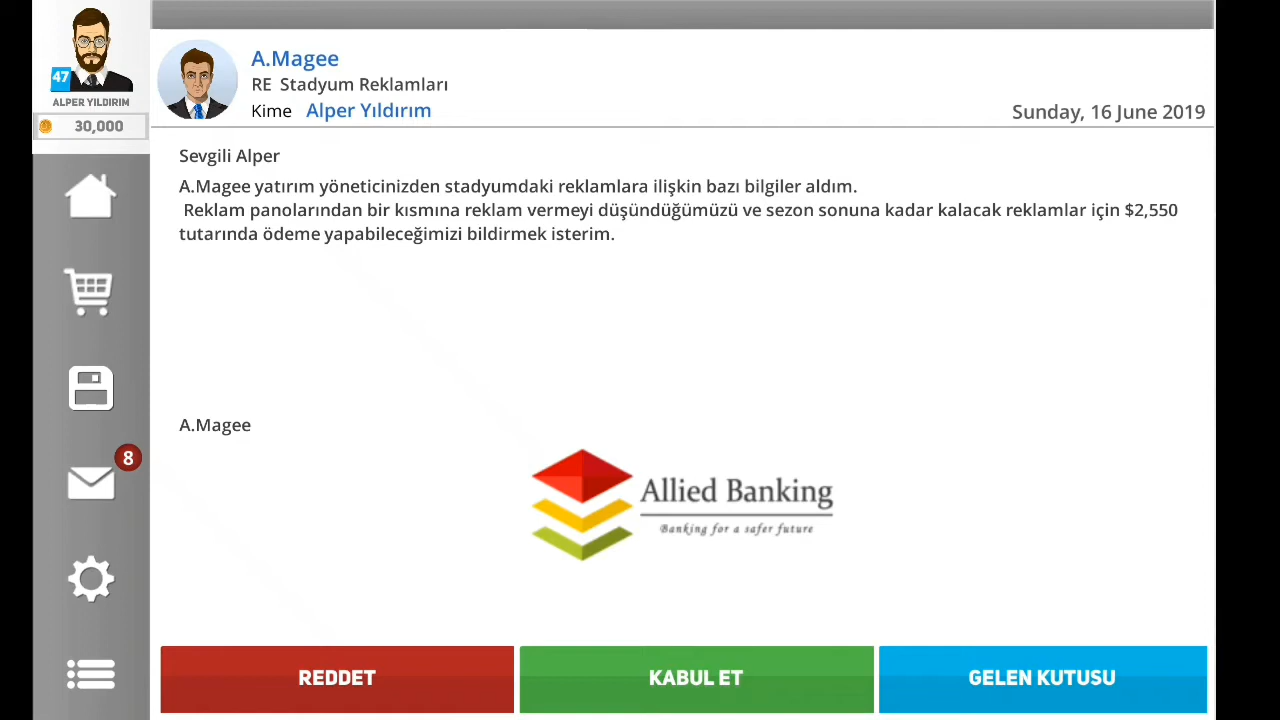 47
ALPER YILDIRIM
30,000
8
A.Magee
RE Stadyum Reklamları
Kime Alper Yıldırım
Sunday, 16 June 2019
Sevgili Alper
A.Magee yatırım yöneticinizden stadyumdaki reklamlara ilişkin bazı bilgiler aldım.
Reklam panolarından bir kısmına reklam vermeyi düşündüğümüzü ve sezon sonuna kadar kalacak reklamlar için $2,550
tutarında ödeme yapabileceğimizi bildirmek isterim.
A.Magee
Allied Banking
Banking for a safer future
REDDET
KABUL ET
GELEN KUTUSU